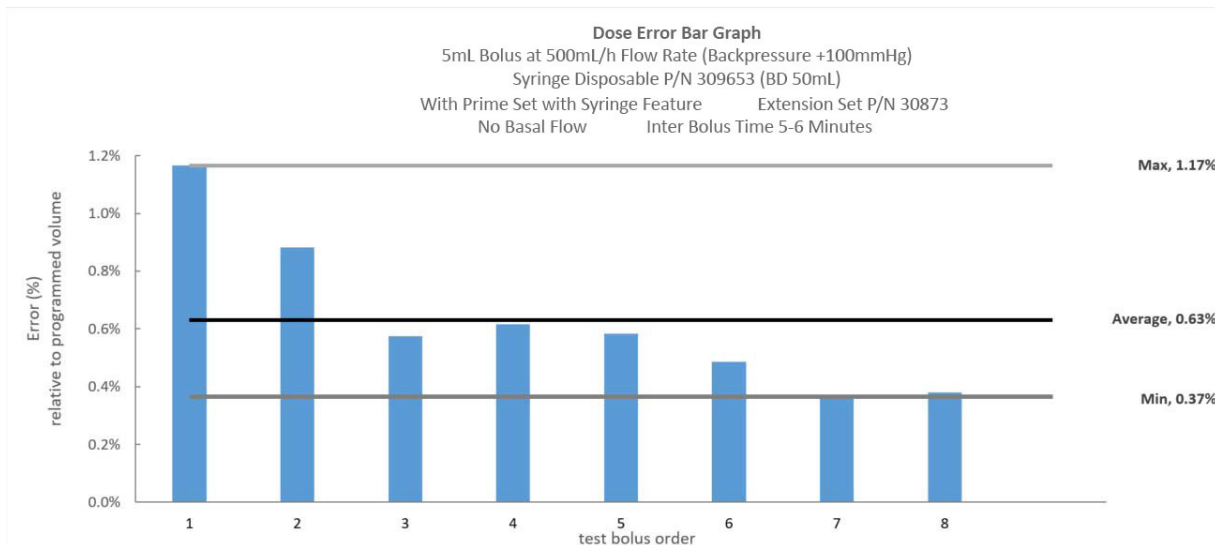 Dose Error Bar Graph
5mL Bolus at 500mL/h Flow Rate (Backpressure +100mmHg)
Syringe Disposable P/N 309653 (BD 50mL)
With Prime Set with Syringe Feature Extension Set P/N 30873
No Basal Flow Inter Bolus Time 5-6 Minutes
Error (%)
relative to programmed volume
1.2%
1.0%
0.8%
0.6%
0.4%
0.2%
0.0%
Max, 1.17%
Average, 0.63%
Min, 0.37%
1 2 3 4 5 6 7 8
test bolus order